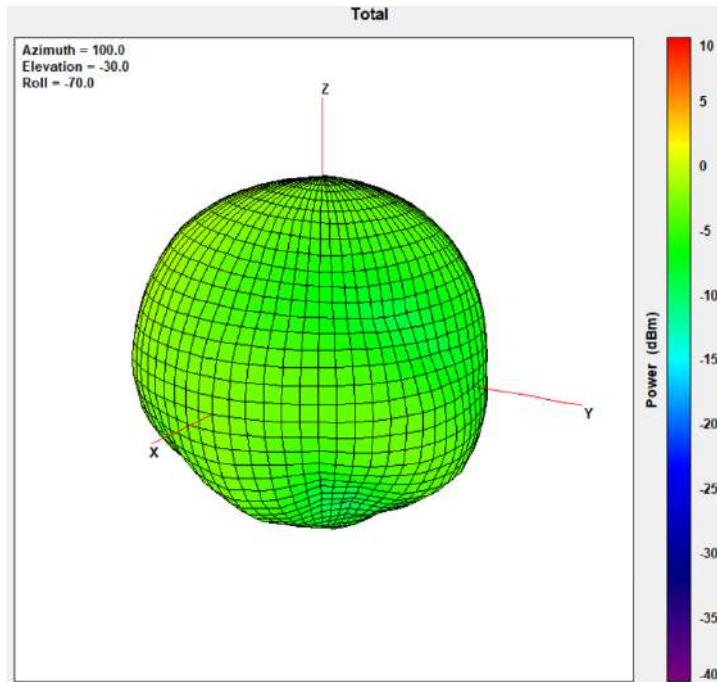 Total
Azimuth = 100.0
Elevation = -30.0
Roll = -70.0
Z
Y
X
10
5
0
-5
-10
-15
-20
-25
-30
-35
-40
Power (dBm)